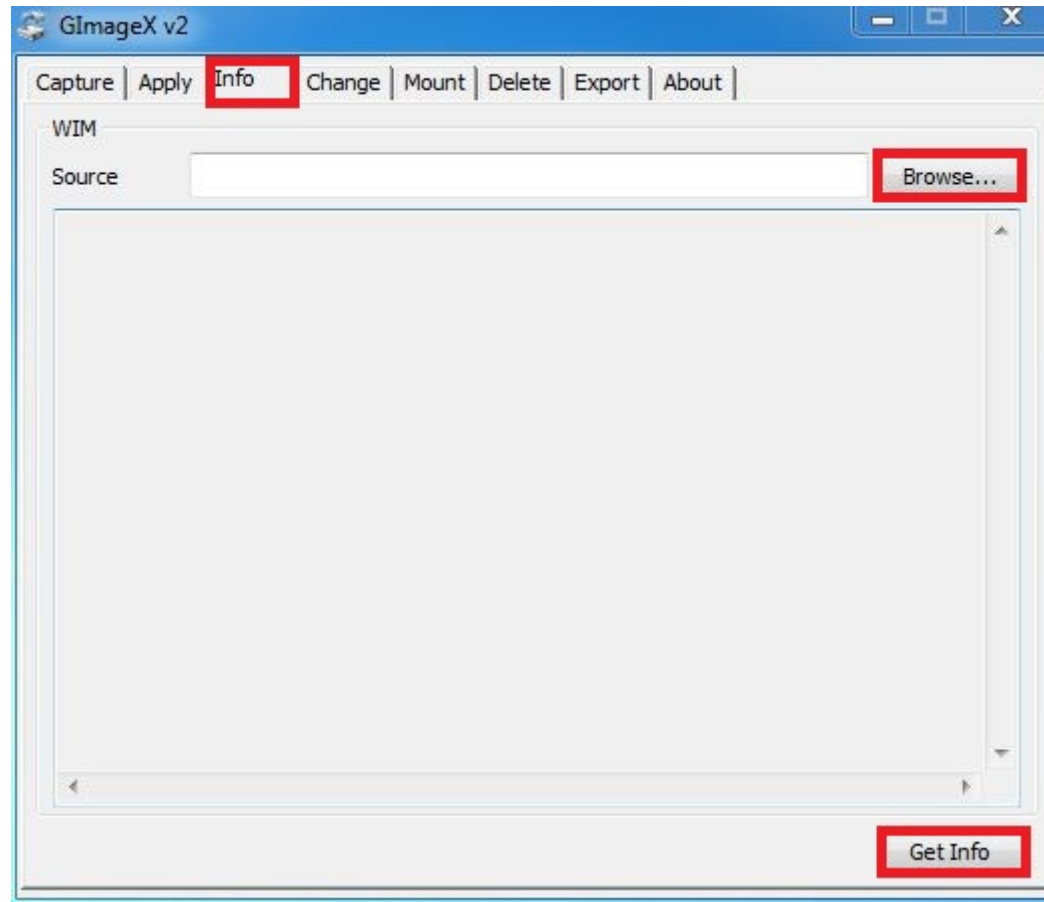 GImageX v2
Capture Apply Info Change Mount Delete Export About
WIM
Source Browse...
Get Info